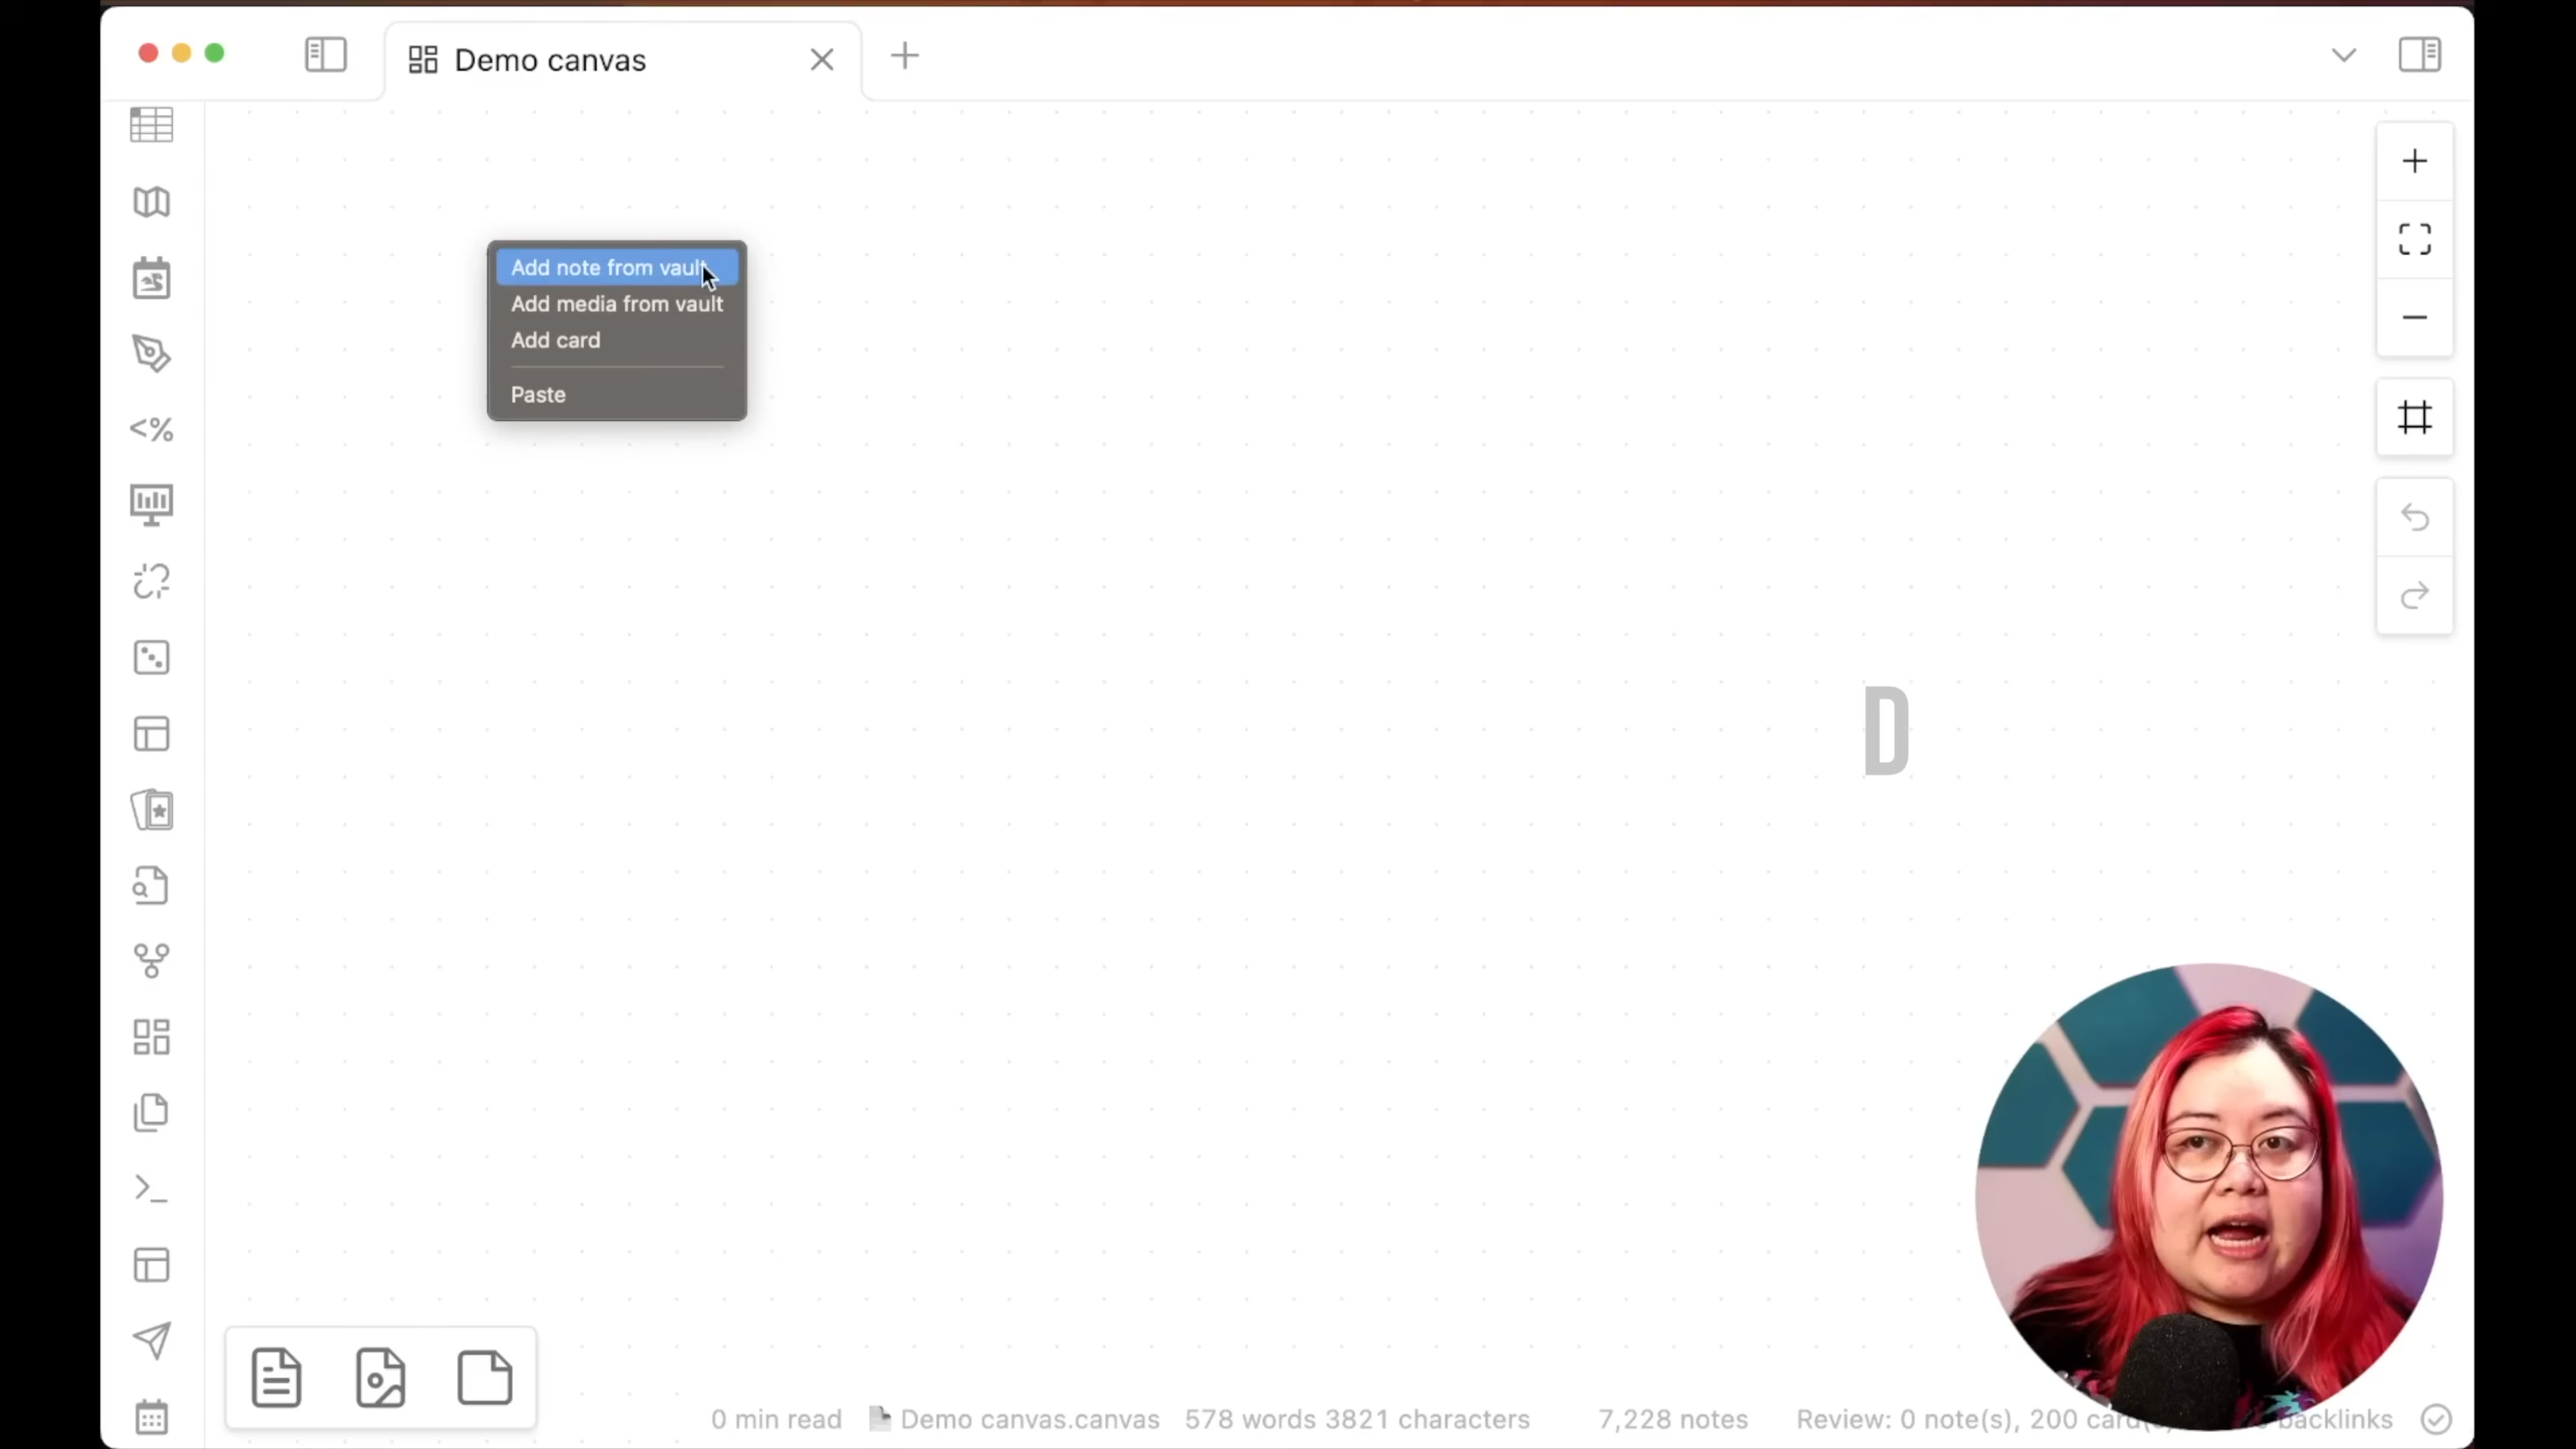 Demo canvas
Add note from vault
Add media from vault
Add card
Paste
<%
D
0 min read Demo canvas.canvas 578 words 3821 characters 7,228 notes Review: 0 note(s), 200 backlinks